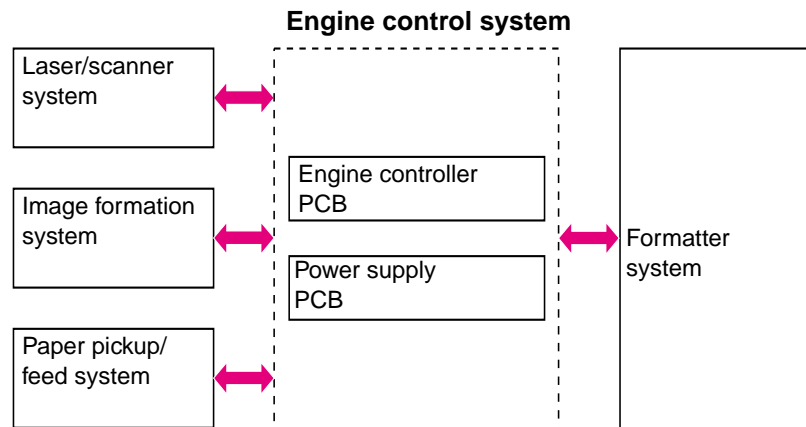 Engine control system
Laser/scanner
system
Engine controller
PCB
Image formation
system
Formatter
system
Power supply
PCB
Paper pickup/
feed system